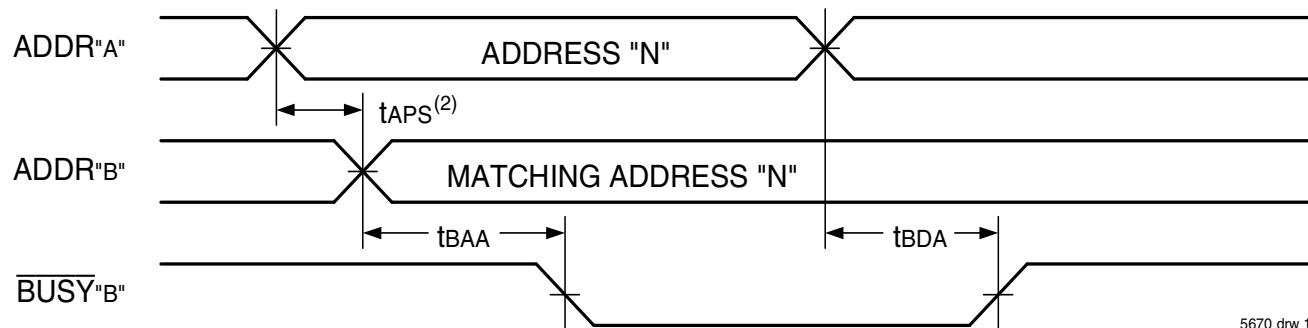 ADDR"A"
ADDRESS "N"
tAPS(2)
ADDR"B"
MATCHING ADDRESS "N"
tBAA
tBDA
BUSY"B"
5670 drw 1